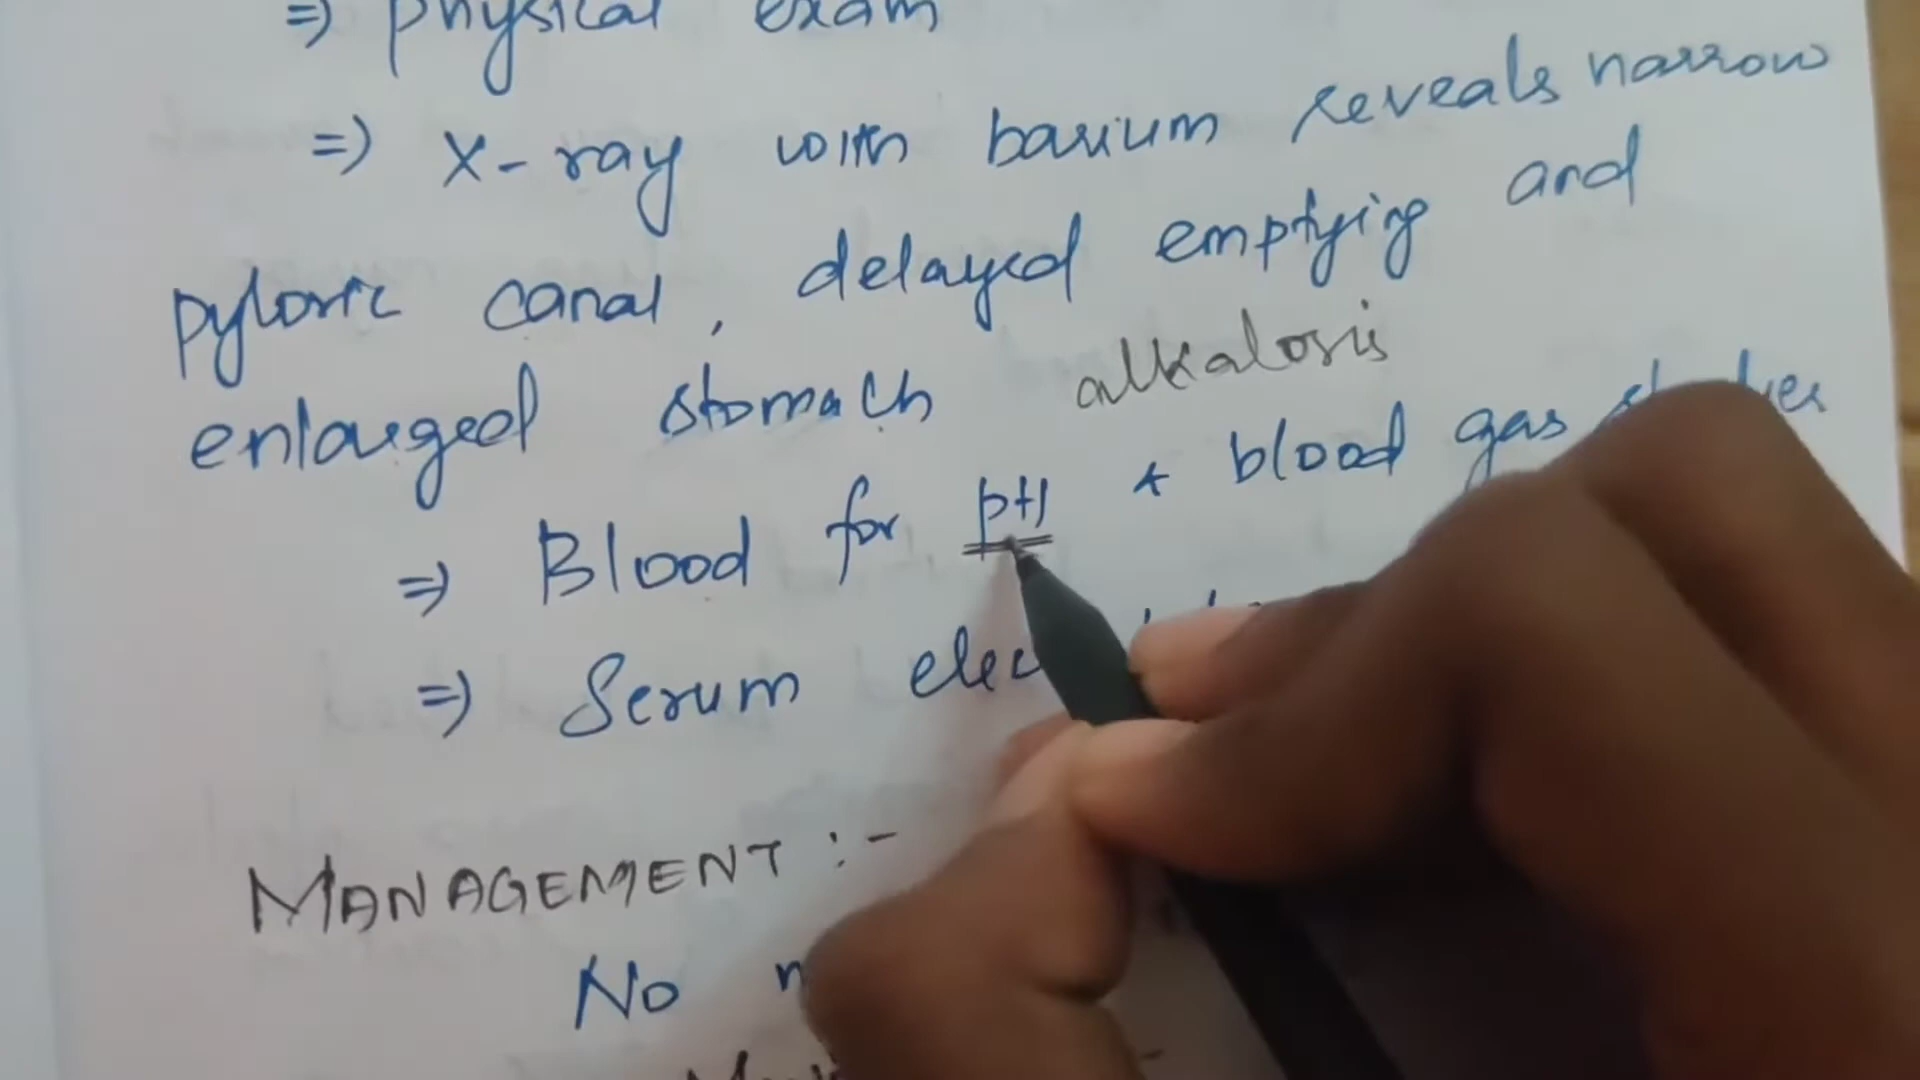 => physical exam
=> X-ray with barium reveals narrow
pyloric canal, delayed emptying and
enlarged stomach alkalosis
=> Blood for pH & blood gas
=> Serum
MANAGEMENT :-
No